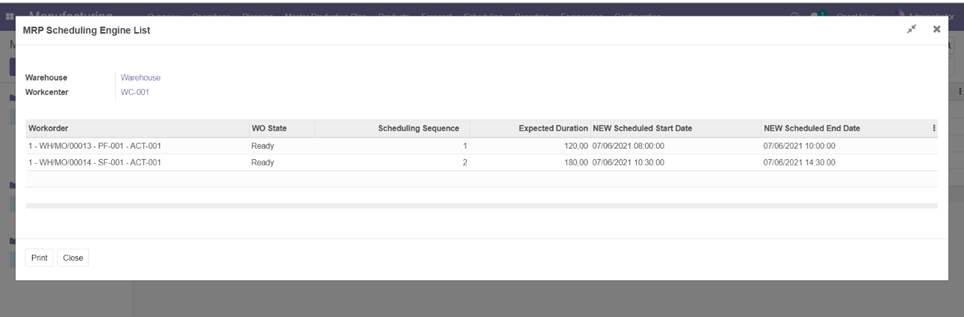 Manufacturing
MRP Scheduling Engine List
Warehouse Warehouse
Workcenter WC-001
Workorder WO State Scheduling Sequence Expected Duration NEW Scheduled Start Date NEW Scheduled End Date
1 - WH/MO/00013 - PF-001 - ACT-001 Ready 1 120,00 07/06/2021 08:00:00 07/06/2021 10:00:00
1 - WH/MO/00014 - SF-001 - ACT-001 Ready 2 180,00 07/06/2021 10:30:00 07/06/2021 14:30:00
Print Close